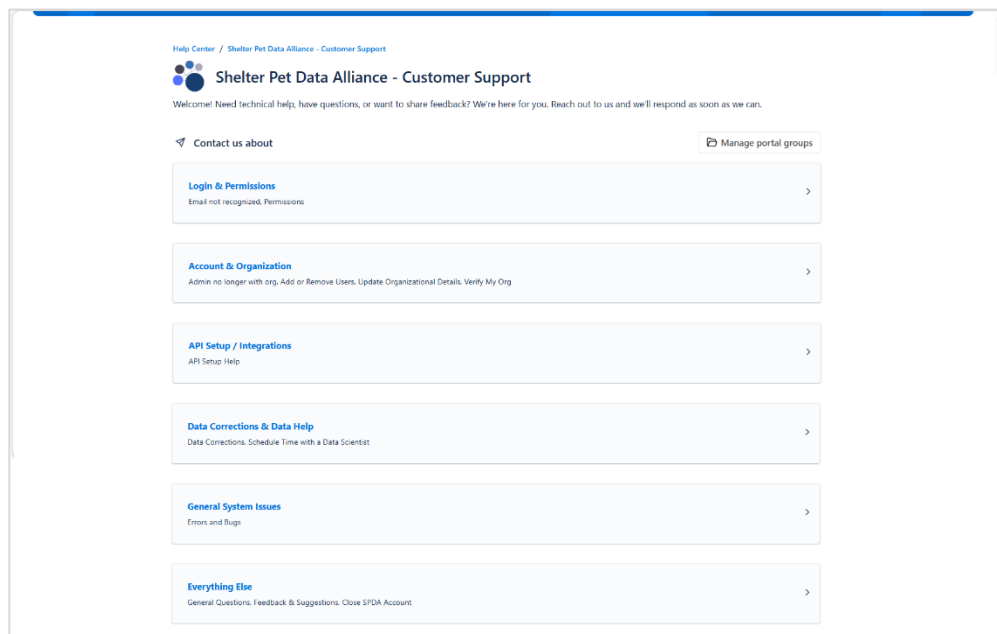 Help Center / Shelter Pet Data Alliance - Customer Support
Shelter Pet Data Alliance - Customer Support
Welcome! Need technical help, have questions, or want to share feedback? We're here for you. Reach out to us and we'll respond as soon as we can.
Contact us about
Manage portal groups
Login & Permissions
Email not recognized, Permissions
Account & Organization
Admin no longer with org, Add or Remove Users, Update Organizational Details, Verify My Org
API Setup / Integrations
API Setup Help
Data Corrections & Data Help
Data Corrections, Schedule Time with a Data Scientist
General System Issues
Errors and Bugs
Everything Else
General Questions, Feedback & Suggestions, Close SPDA Account